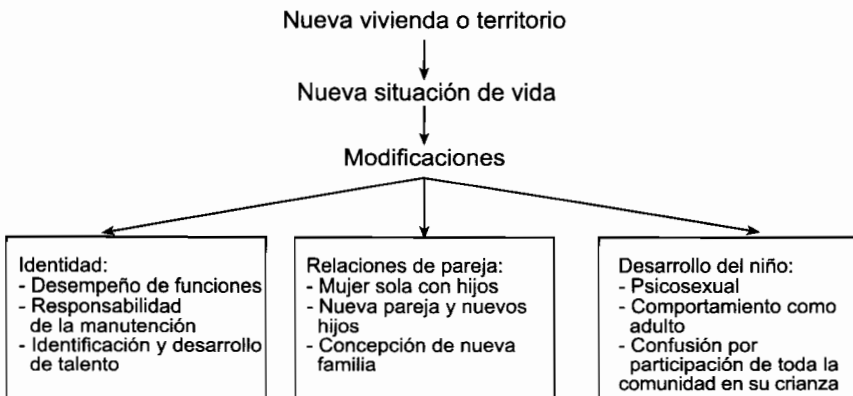 Nueva vivienda o territorio
Nueva situación de vida
Modificaciones
Identidad:
- Desempeño de funciones
- Responsabilidad
de la manutención
- Identificación y desarrollo
de talento
Relaciones de pareja:
- Mujer sola con hijos
- Nueva pareja y nuevos
hijos
- Concepción de nueva
familia
Desarrollo del niño:
- Psicosexual
- Comportamiento como
adulto
- Confusión por
participación de toda la
comunidad en su crianza